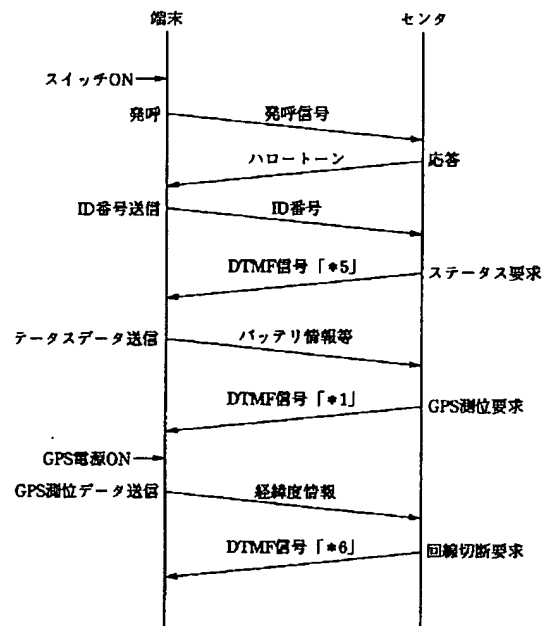 端末 センタ
スイッチON
発呼 発呼信号
ハロートーン 応答
ID番号送信 ID番号
DTMF信号「*5」 ステータス要求
テータスデータ送信 バッテリ情報等
DTMF信号「*1」 GPS測位要求
GPS電源ON
GPS測位データ送信 経緯度情報
DTMF信号「*6」 回線切断要求